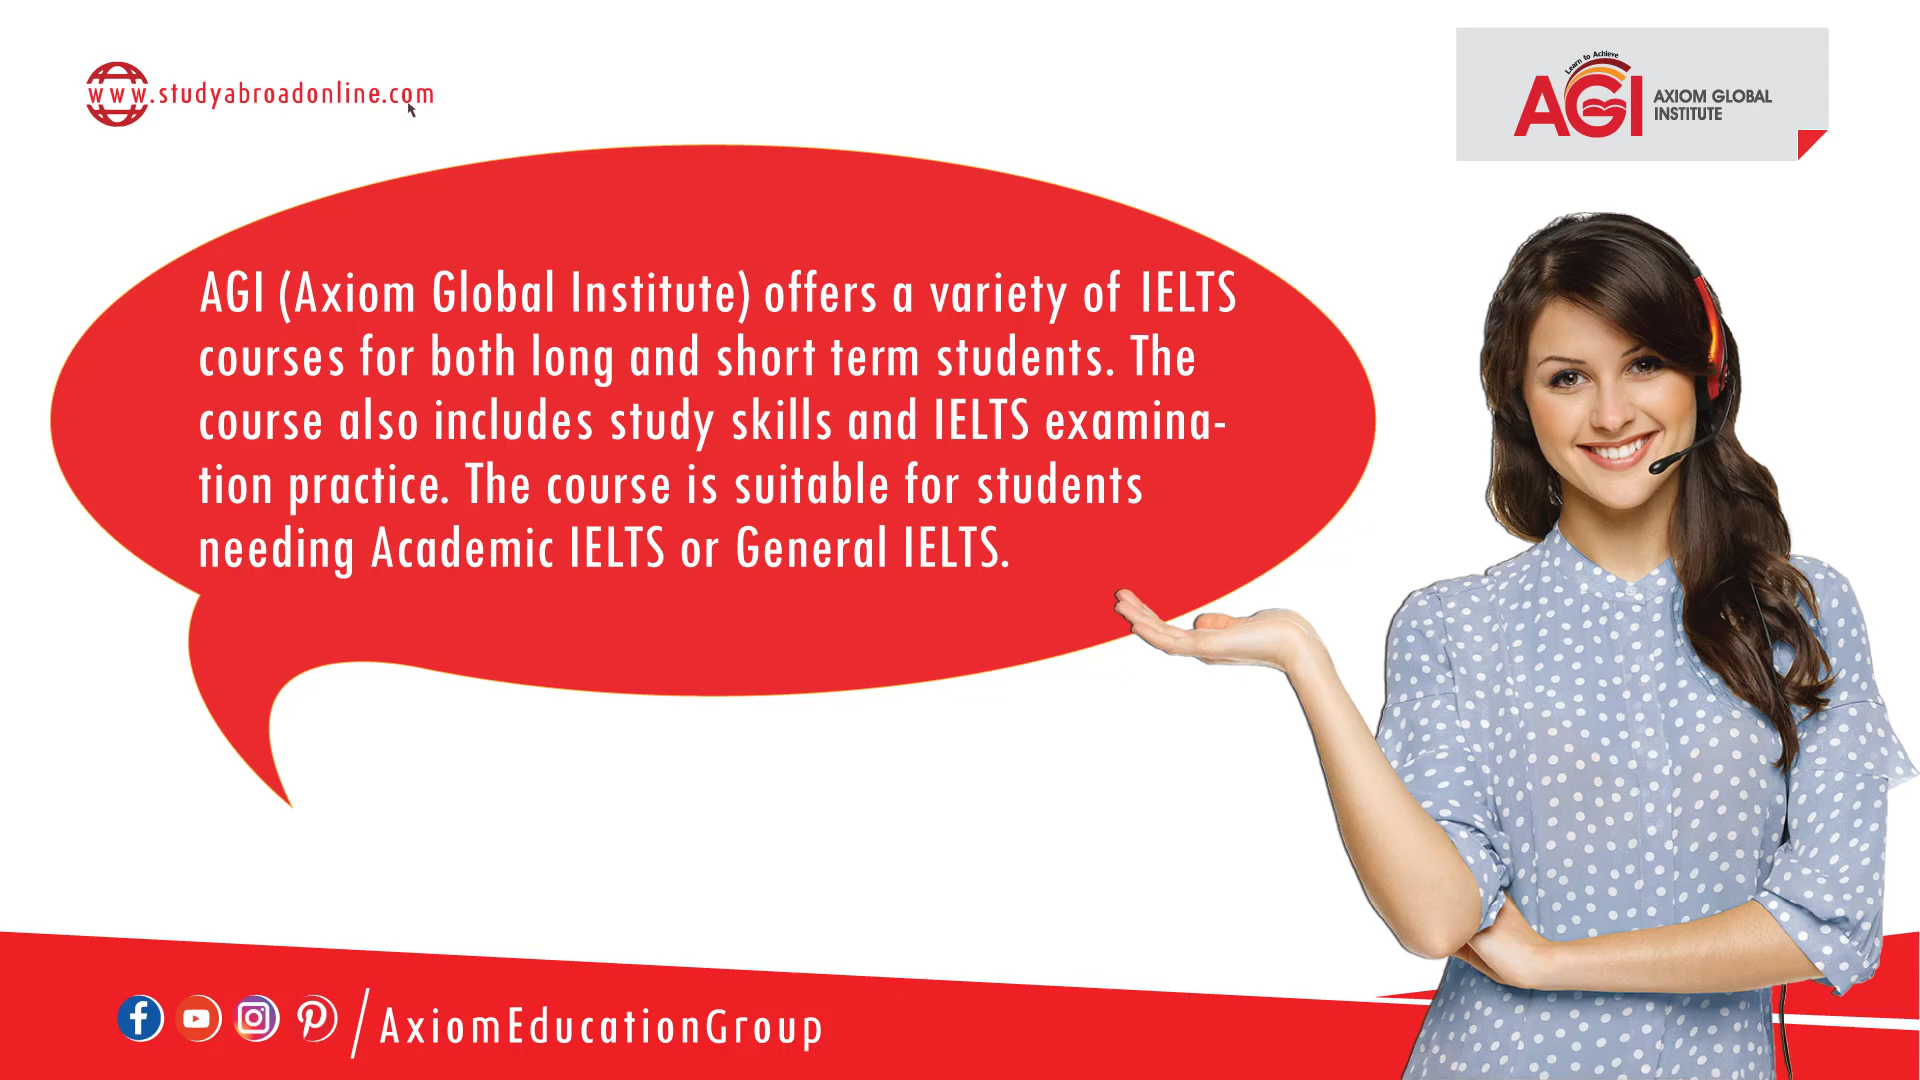 www.studyabroadonline.com
Learn to Achieve
AGI
AXIOM GLOBAL
INSTITUTE
AGI (Axiom Global Institute) offers a variety of IELTS
courses for both long and short term students. The
course also includes study skills and IELTS examina-
tion practice. The course is suitable for students
needing Academic IELTS or General IELTS.
/AxiomEducationGroup